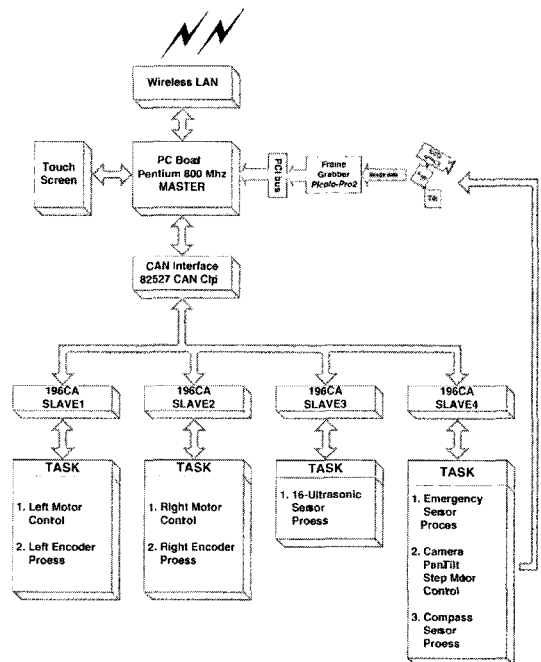 Wireless LAN
Touch
Screen
PC Boad
Pentium 800 Mhz
MASTER
PCI bus
Frame
Grabber
Picolo-Pro2
Tilt
CAN Interface
82527 CAN Clp
196CA
SLAVE1
196CA
SLAVE2
196CA
SLAVE3
196CA
SLAVE4
TASK
1. Left Motor
Control
2. Left Encoder
Proess
TASK
1. Right Motor
Control
2. Right Encoder
Proess
TASK
1. 16-Ultrasonic
Sensor
Proess
TASK
1. Emergency
Sensor
Proces
2. Camera
Pan/Tilt
Step Motor
Control
3. Compass
Sensor
Proess